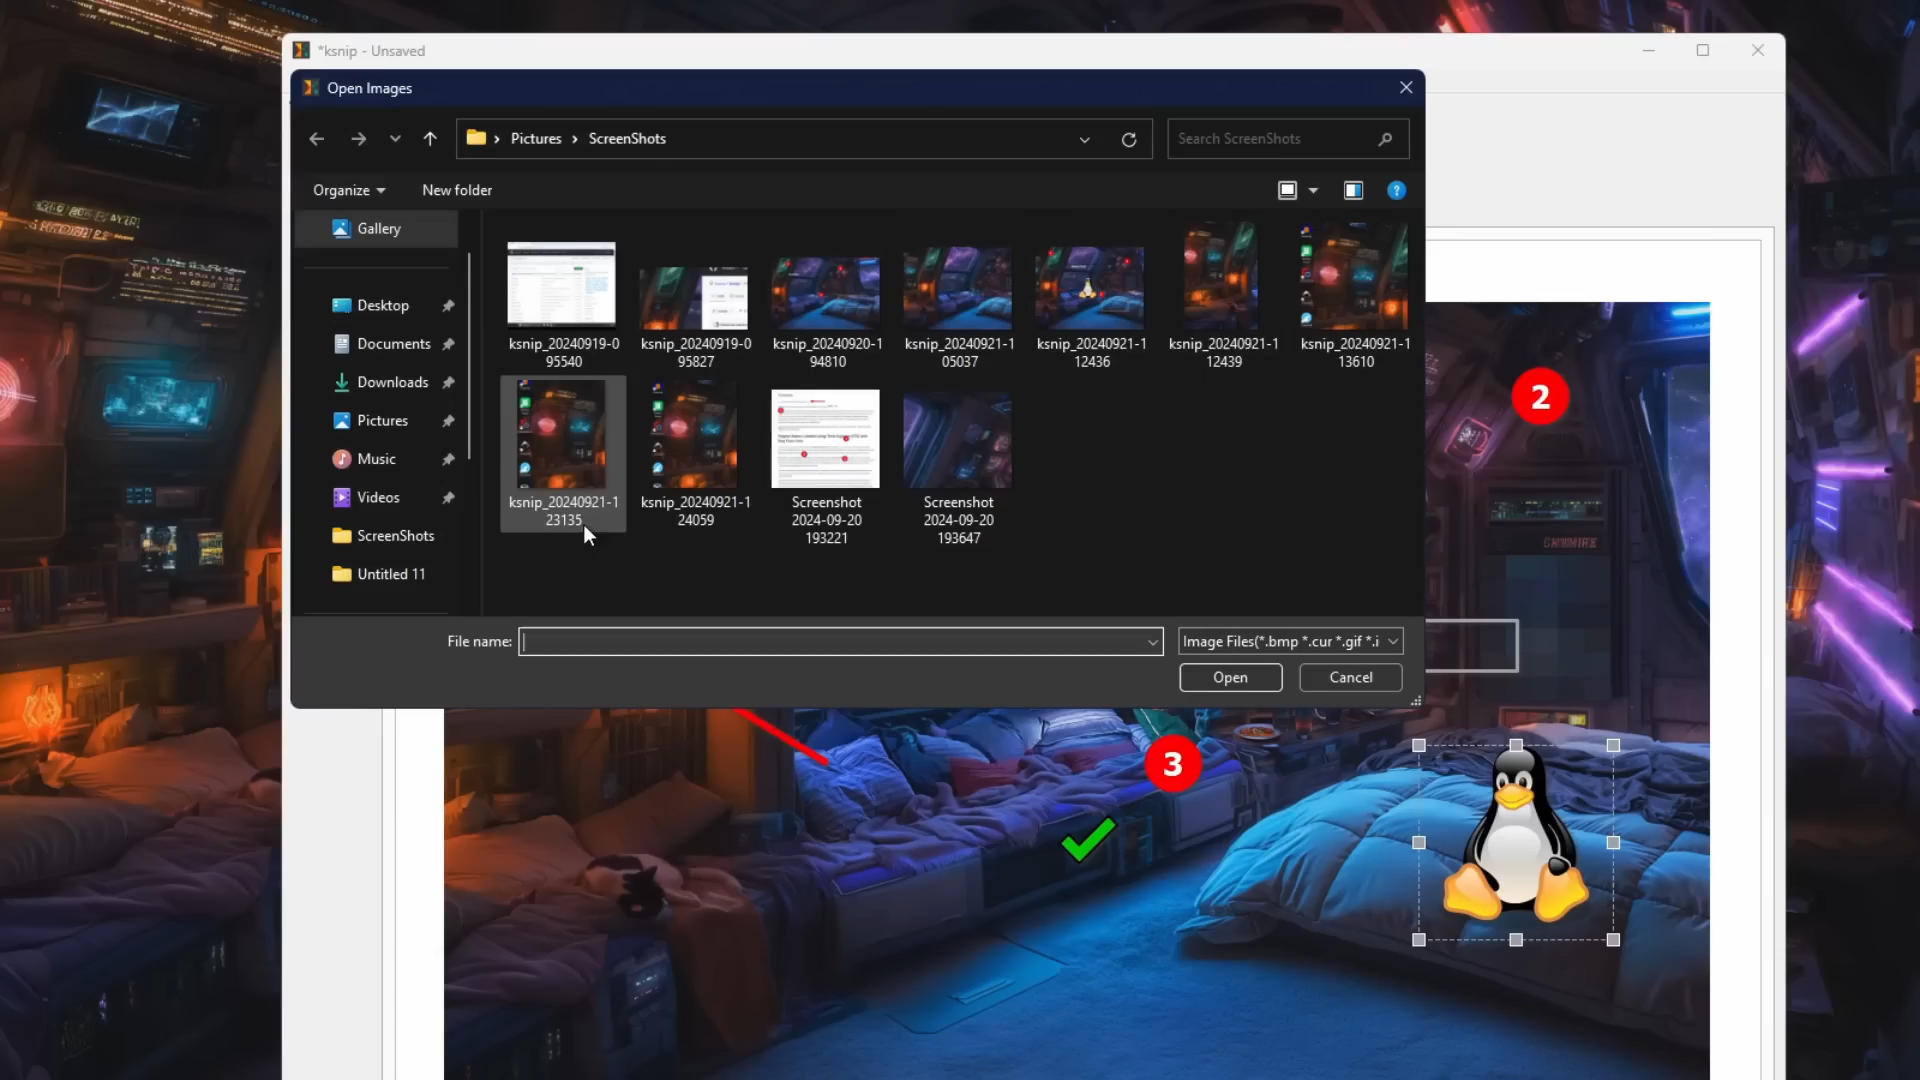 *ksnip - Unsaved
Open Images
Pictures
ScreenShots
Search ScreenShots
Organize
New folder
?
Gallery
Desktop
Documents
Downloads
Pictures
Music
Videos
ScreenShots
Untitled 11
ksnip_20240919-0
95540
ksnip_20240919-0
95827
ksnip_20240920-1
94810
ksnip_20240921-1
05037
ksnip_20240921-1
12436
ksnip_20240921-1
12439
ksnip_20240921-1
13610
ksnip_20240921-1
23135
ksnip_20240921-1
24059
Screenshot
2024-09-20
193221
Screenshot
2024-09-20
193647
File name:
Image Files(*.bmp *.cur *.gif *.i
Open
Cancel
2
3